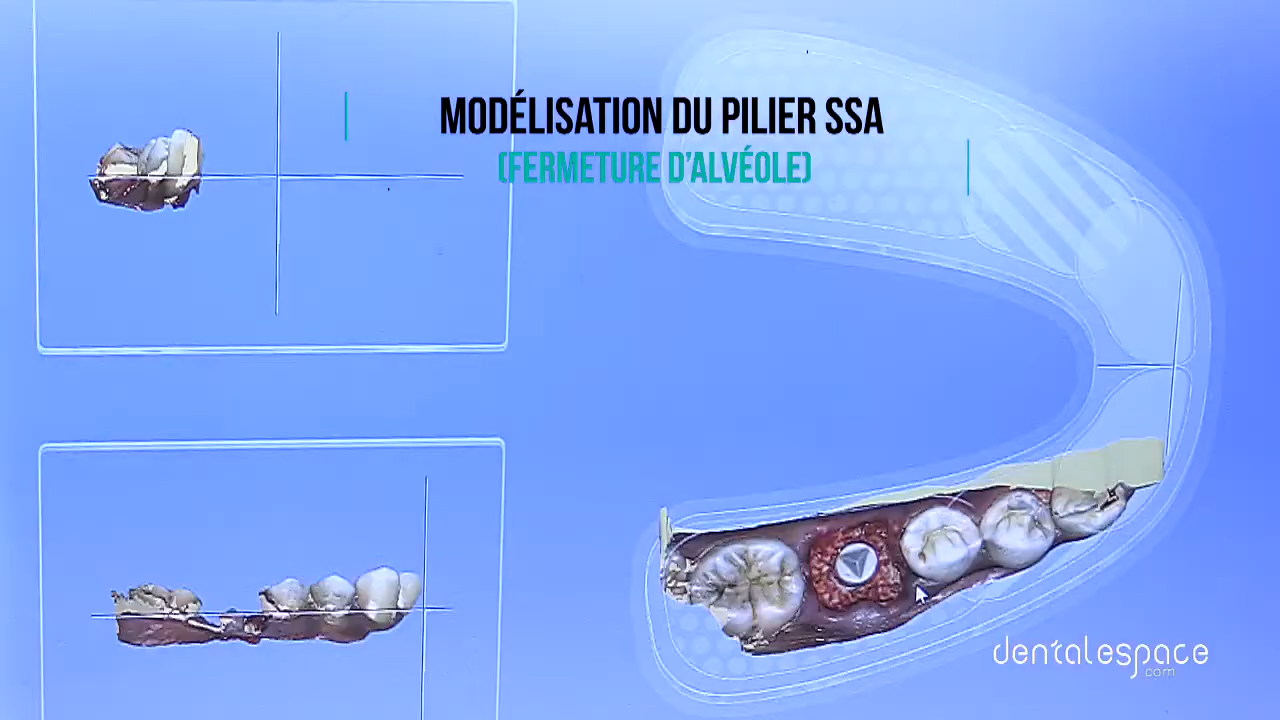 MODÉLISATION DU PILIER SSA
(FERMETURE D'ALVÉOLE)
dentalespace
.com